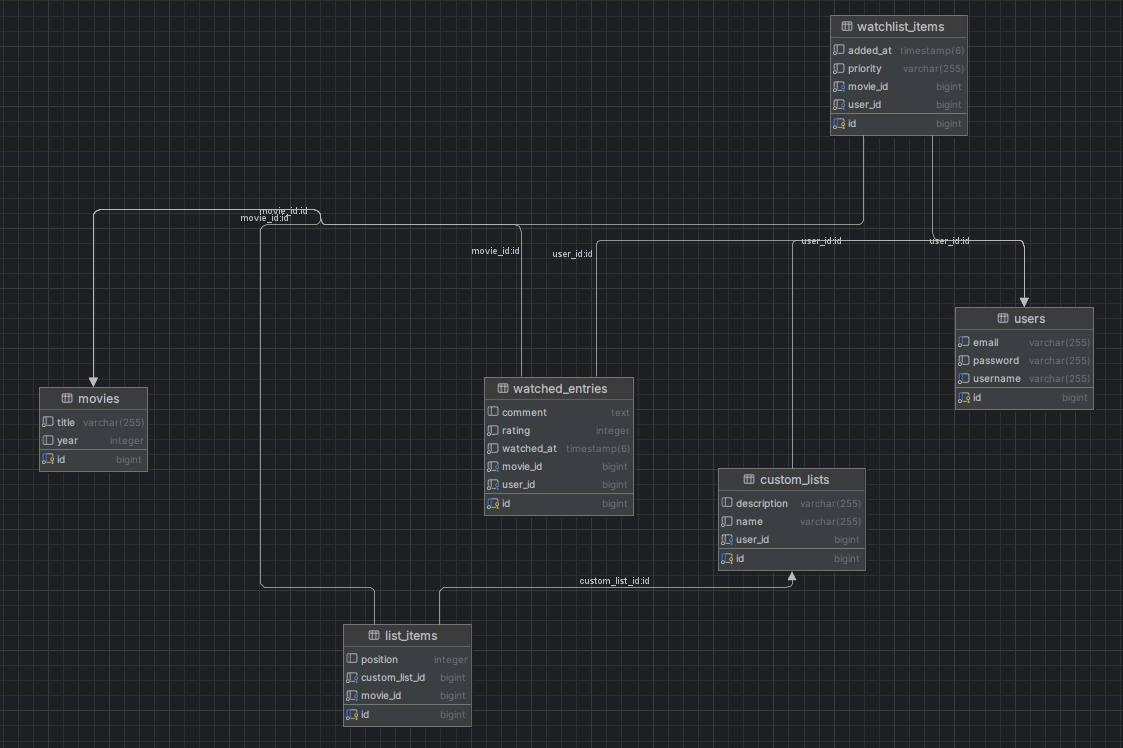 watchlist_items
added_at timestamp(6)
priority varchar(255)
movie_id bigint
user_id bigint
id bigint
movie_id:id
movie_id:id
movie_id:id
user_id:id
user_id:id
user_id:id
users
email varchar(255)
password varchar(255)
username varchar(255)
id bigint
movies
title varchar(255)
year integer
id bigint
watched_entries
comment text
rating integer
watched_at timestamp(6)
movie_id bigint
user_id bigint
id bigint
custom_lists
description varchar(255)
name varchar(255)
user_id bigint
id bigint
custom_list_id:id
list_items
position integer
custom_list_id bigint
movie_id bigint
id bigint